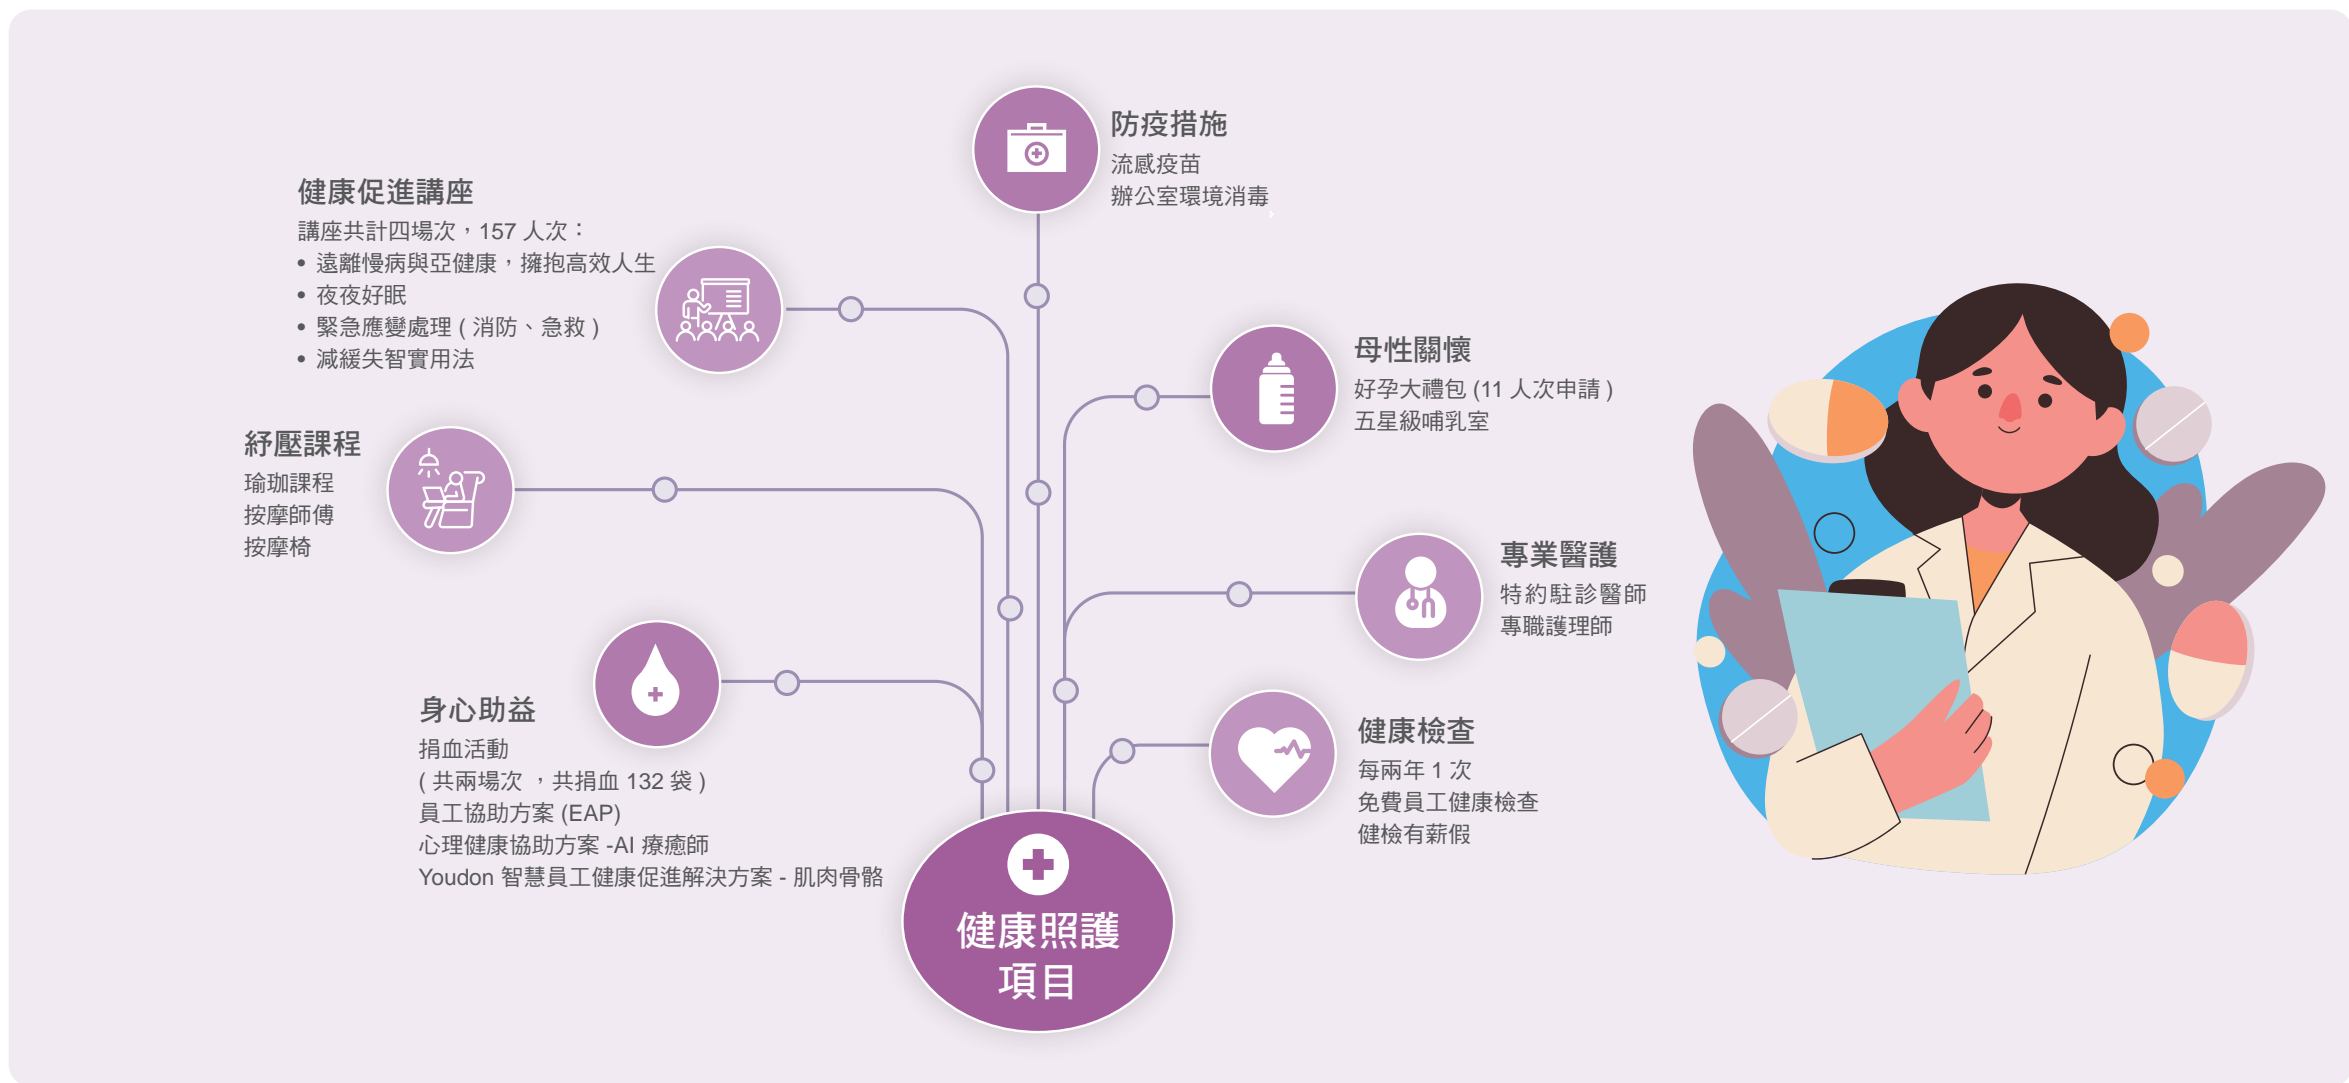 防疫措施
流感疫苗
辦公室環境消毒
健康促進講座
講座共計四場次，157 人次：
• 遠離慢病與亞健康，擁抱高效人生
• 夜夜好眠
• 緊急應變處理 ( 消防、急救 )
• 減緩失智實用法
母性關懷
好孕大禮包 (11 人次申請 )
五星級哺乳室
紓壓課程
瑜珈課程
按摩師傅
按摩椅
專業醫護
特約駐診醫師
專職護理師
身心助益
捐血活動
( 共兩場次 ，共捐血 132 袋 )
員工協助方案 (EAP)
心理健康協助方案 -AI 療癒師
Youdon 智慧員工健康促進解決方案 - 肌肉骨骼
健康檢查
每兩年 1 次
免費員工健康檢查
健檢有薪假
健康照護
項目